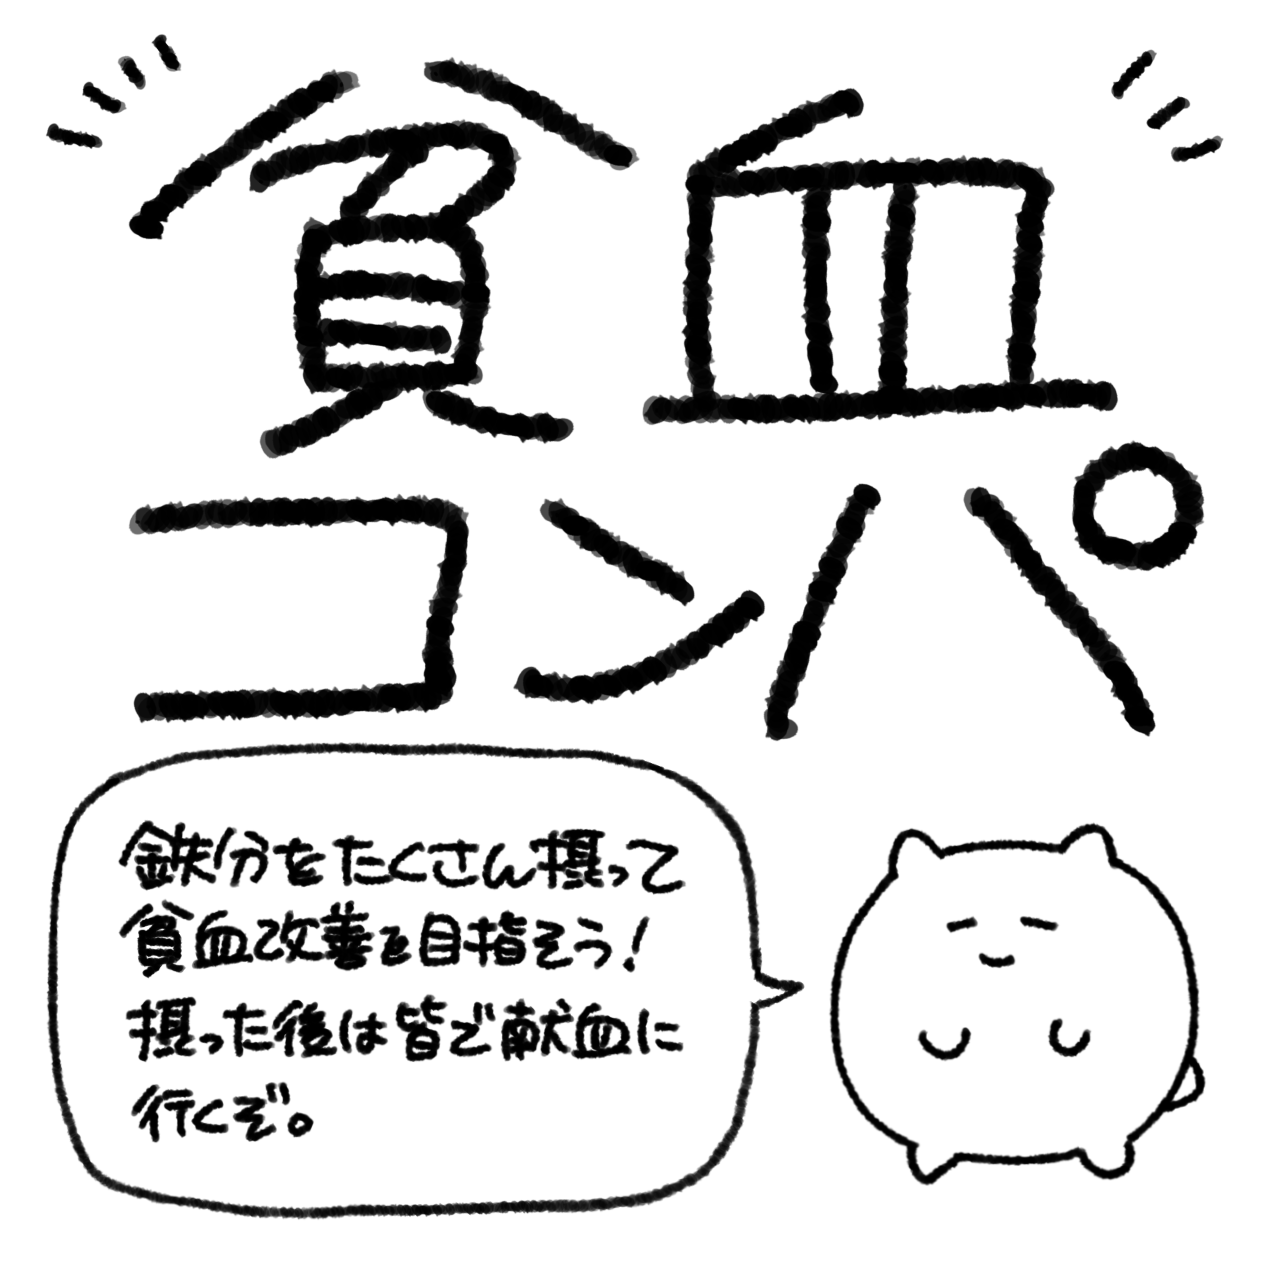 貧血
コンパ
鉄分をたくさん摂って
貧血改善を目指そう！
摂った後は皆で献血に
行くぞ。